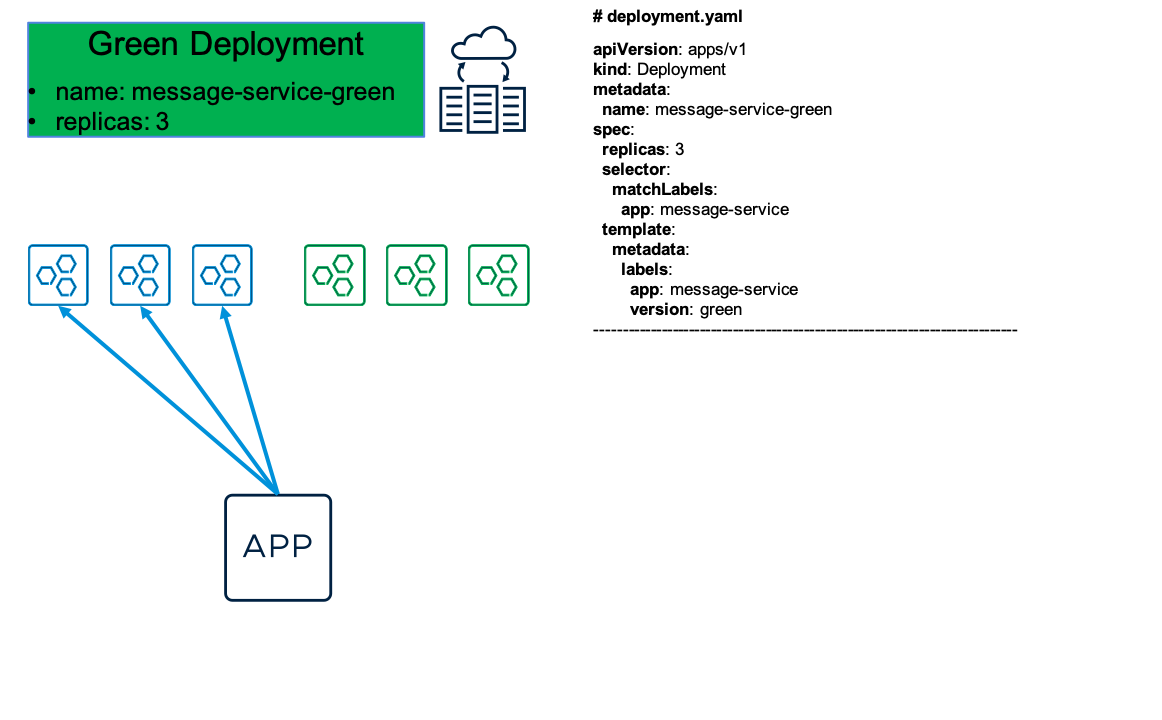 Green Deployment
• name: message-service-green
• replicas: 3
APP
# deployment.yaml
apiVersion: apps/v1
kind: Deployment
metadata:
  name: message-service-green
spec:
  replicas: 3
  selector:
    matchLabels:
      app: message-service
  template:
    metadata:
      labels:
        app: message-service
        version: green
------------------------------------------------------------------------